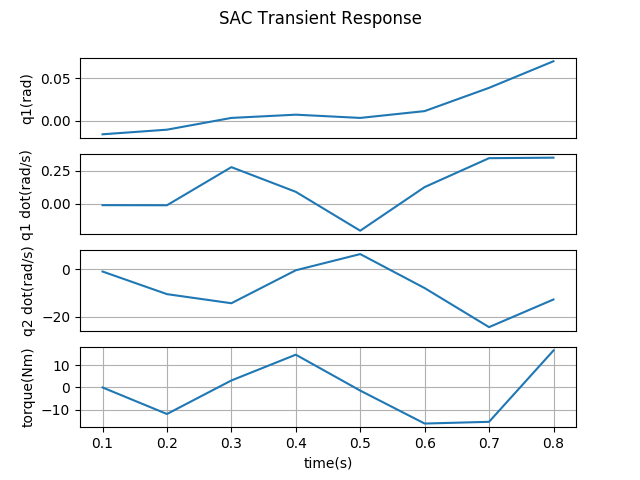 SAC Transient Response
q1(rad)
0.05
0.00
q1 dot(rad/s)
0.25
0.00
q2 dot(rad/s)
0
−20
torque(Nm)
10
0
−10
0.1 0.2 0.3 0.4 0.5 0.6 0.7 0.8
time(s)